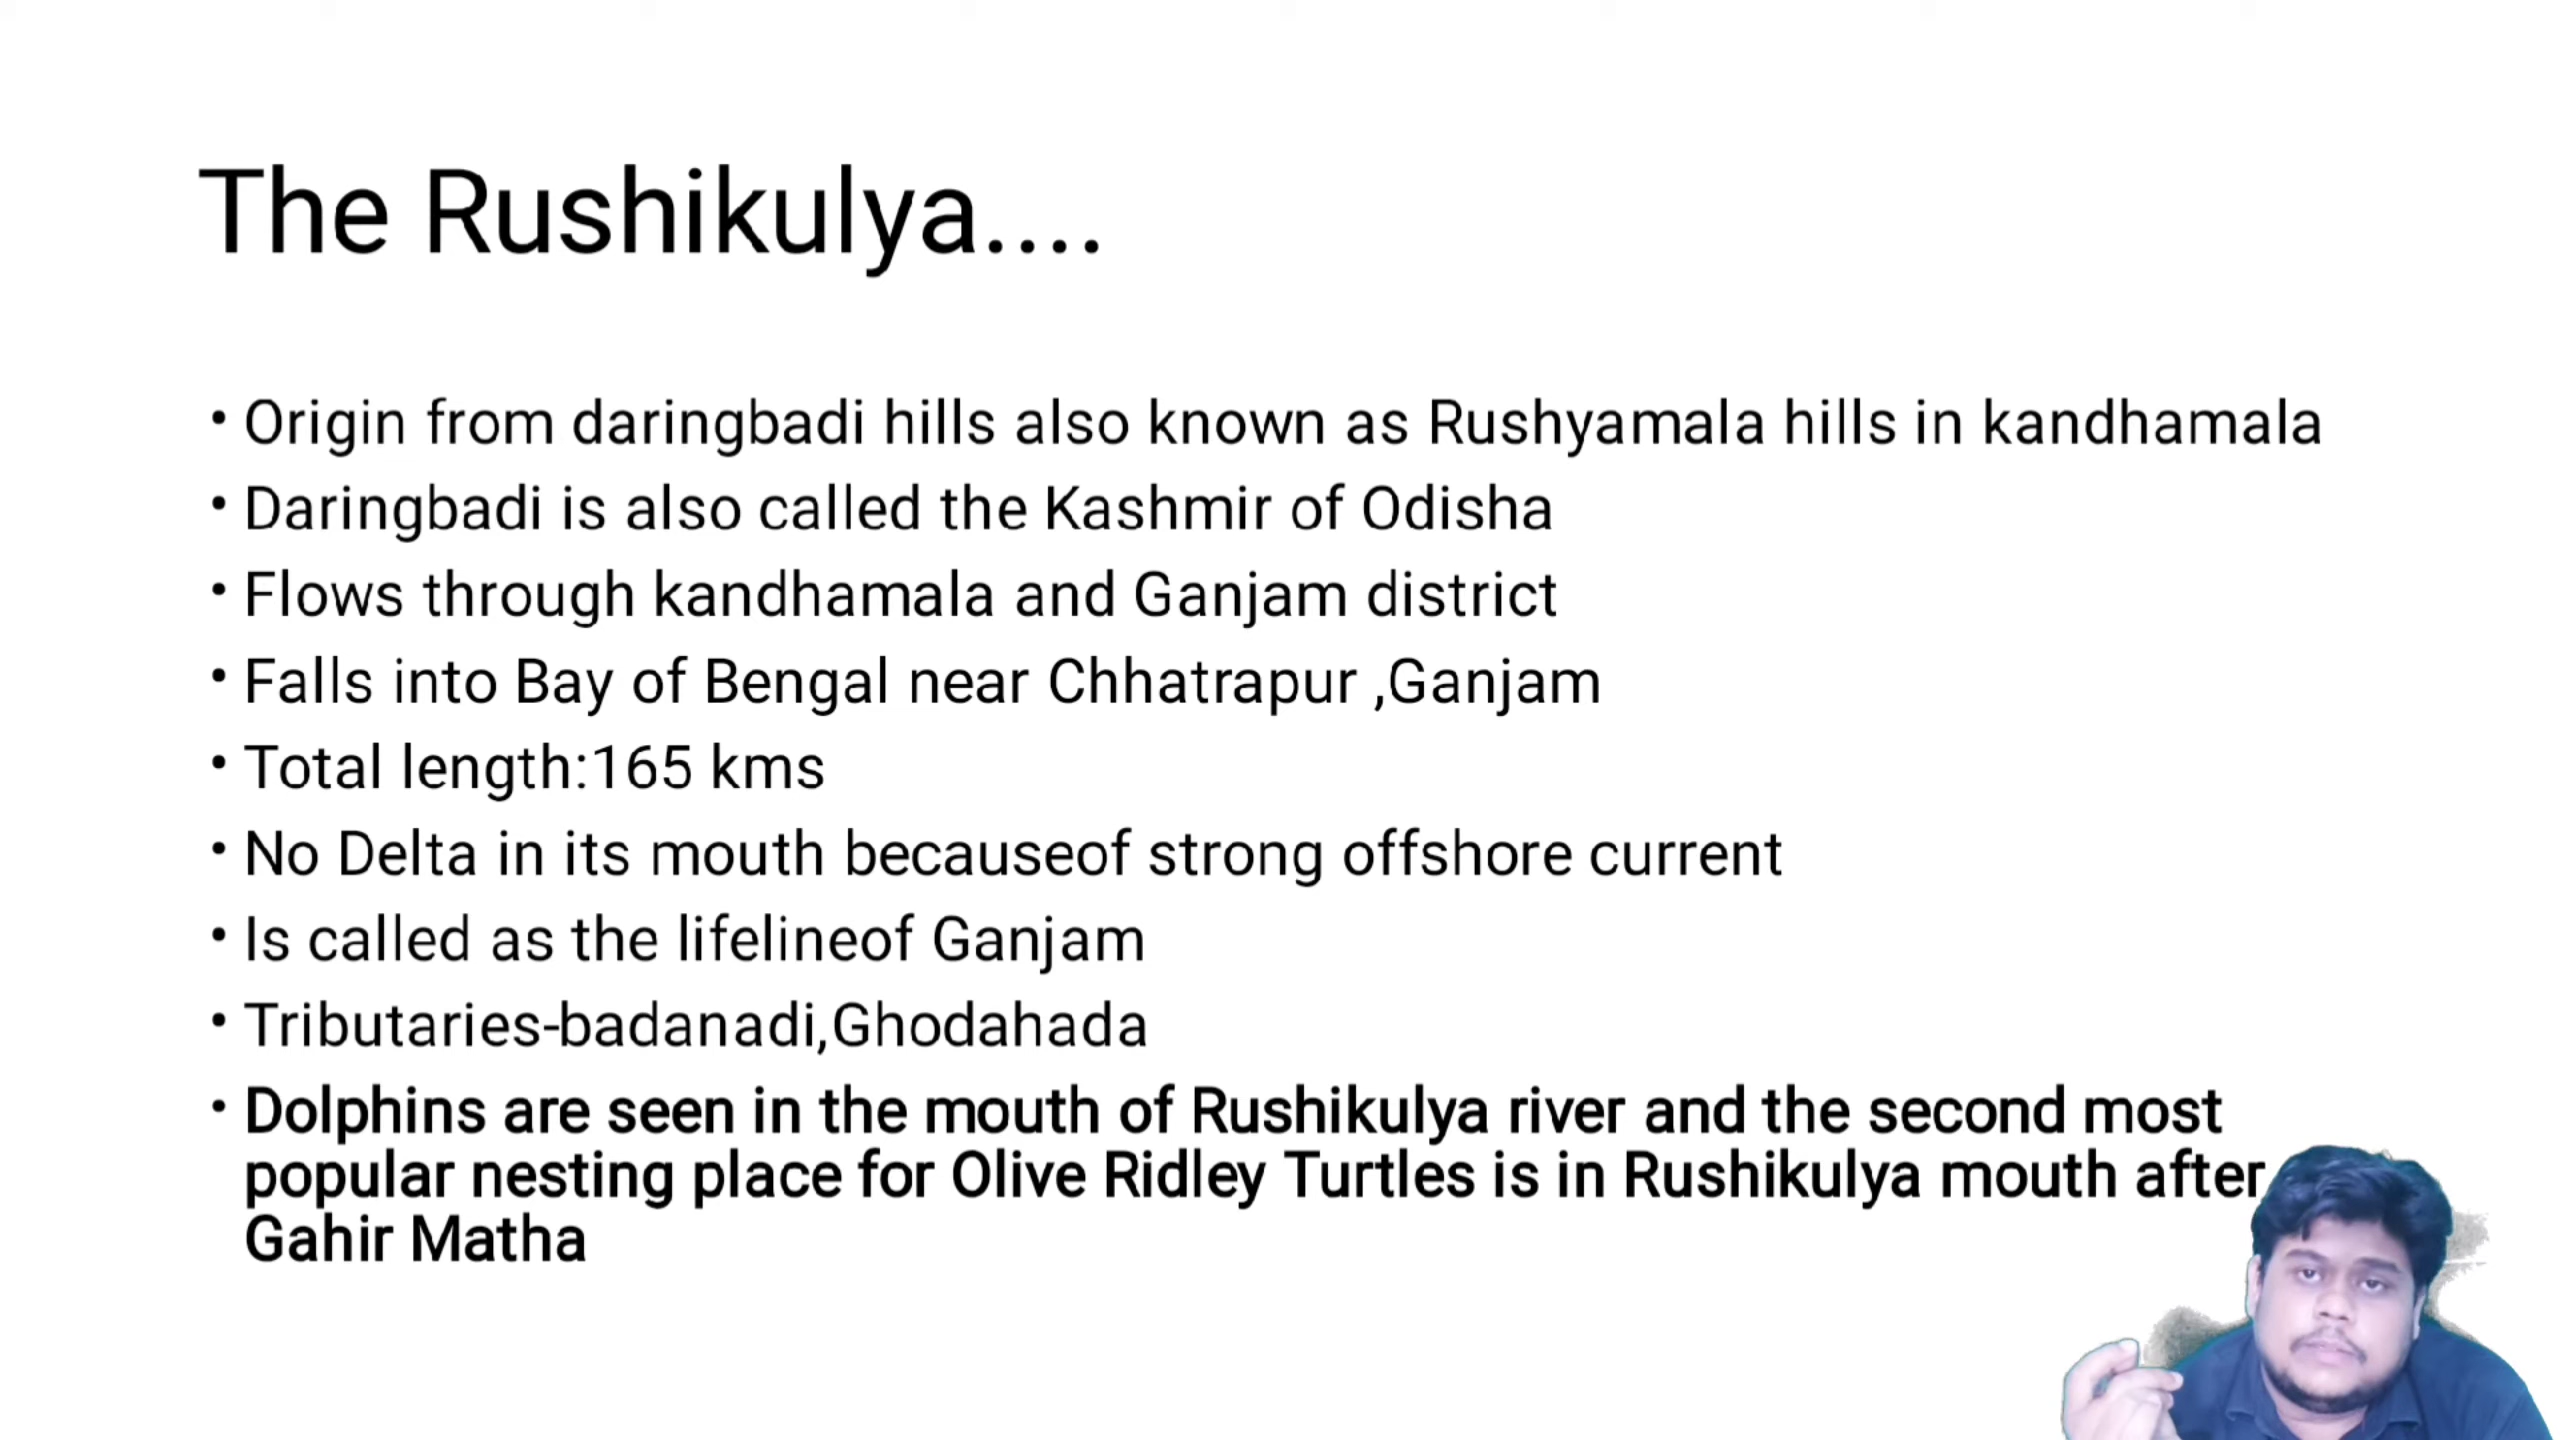 The Rushikulya....
• Origin from daringbadi hills also known as Rushyamala hills in kandhamala
• Daringbadi is also called the Kashmir of Odisha
• Flows through kandhamala and Ganjam district
• Falls into Bay of Bengal near Chhatrapur ,Ganjam
• Total length:165 kms
• No Delta in its mouth becauseof strong offshore current
• Is called as the lifelineof Ganjam
• Tributaries-badanadi,Ghodahada
• Dolphins are seen in the mouth of Rushikulya river and the second most
popular nesting place for Olive Ridley Turtles is in Rushikulya mouth after
Gahir Matha